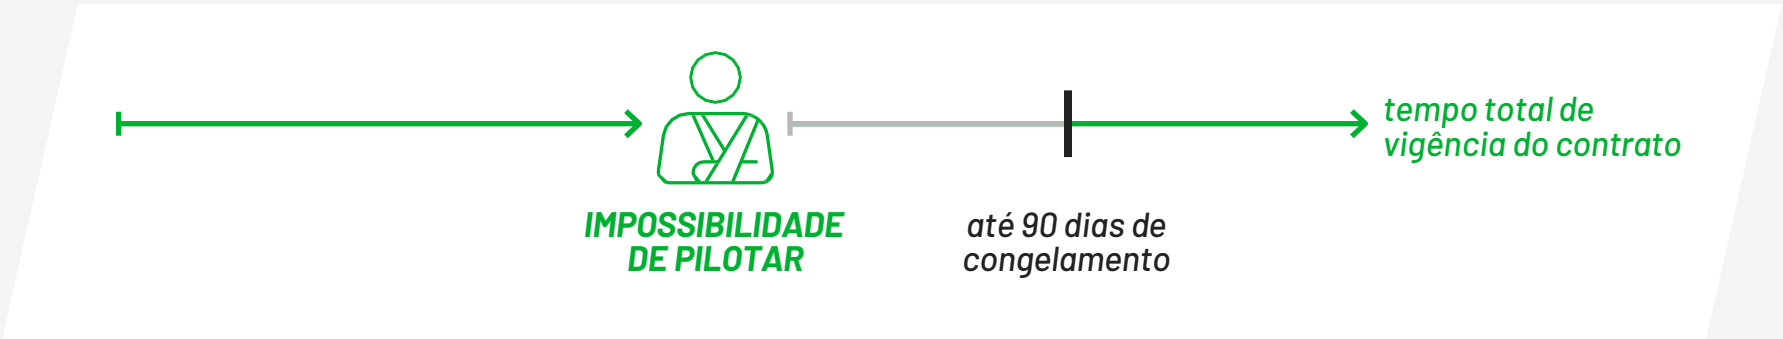 IMPOSSIBILIDADE
DE PILOTAR
até 90 dias de
congelamento
tempo total de
vigência do contrato